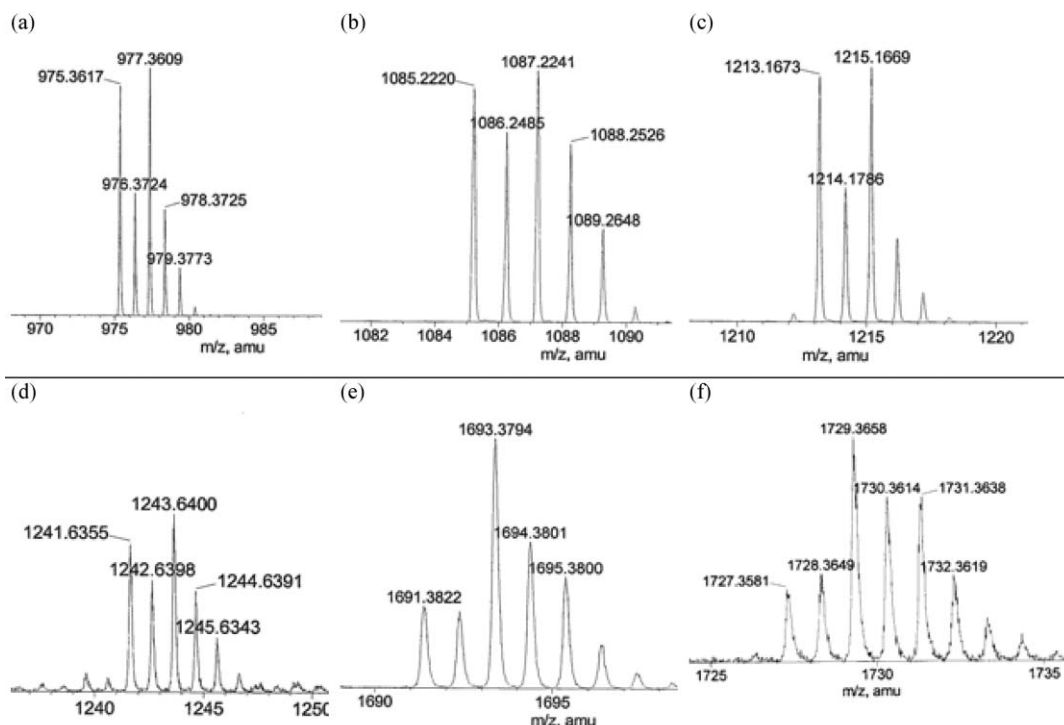 (a)
977.3609
975.3617
976.3724
978.3725
979.3773
970 975 980 985
m/z, amu
(b)
1087.2241
1085.2220
1086.2485
1088.2526
1089.2648
1082 1084 1086 1088 1090
m/z, amu
(c)
1215.1669
1213.1673
1214.1786
1210 1215 1220
m/z, amu
(d)
1243.6400
1241.6355
1242.6398
1244.6391
1245.6343
1240 1245 1250
m/z, amu
(e)
1693.3794
1694.3801
1695.3800
1691.3822
1690 1695
m/z, amu
(f)
1729.3658
1730.3614
1731.3638
1728.3649
1732.3619
1727.3581
1725 1730 1735
m/z, amu